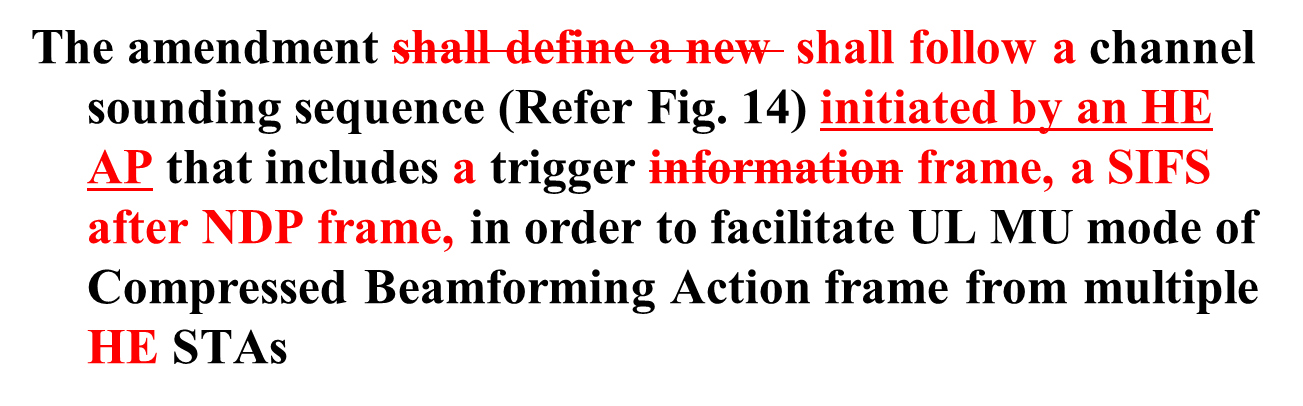 The amendment shall define a new shall follow a channel
sounding sequence (Refer Fig. 14) initiated by an HE
AP that includes a trigger information frame, a SIFS
after NDP frame, in order to facilitate UL MU mode of
Compressed Beamforming Action frame from multiple
HE STAs